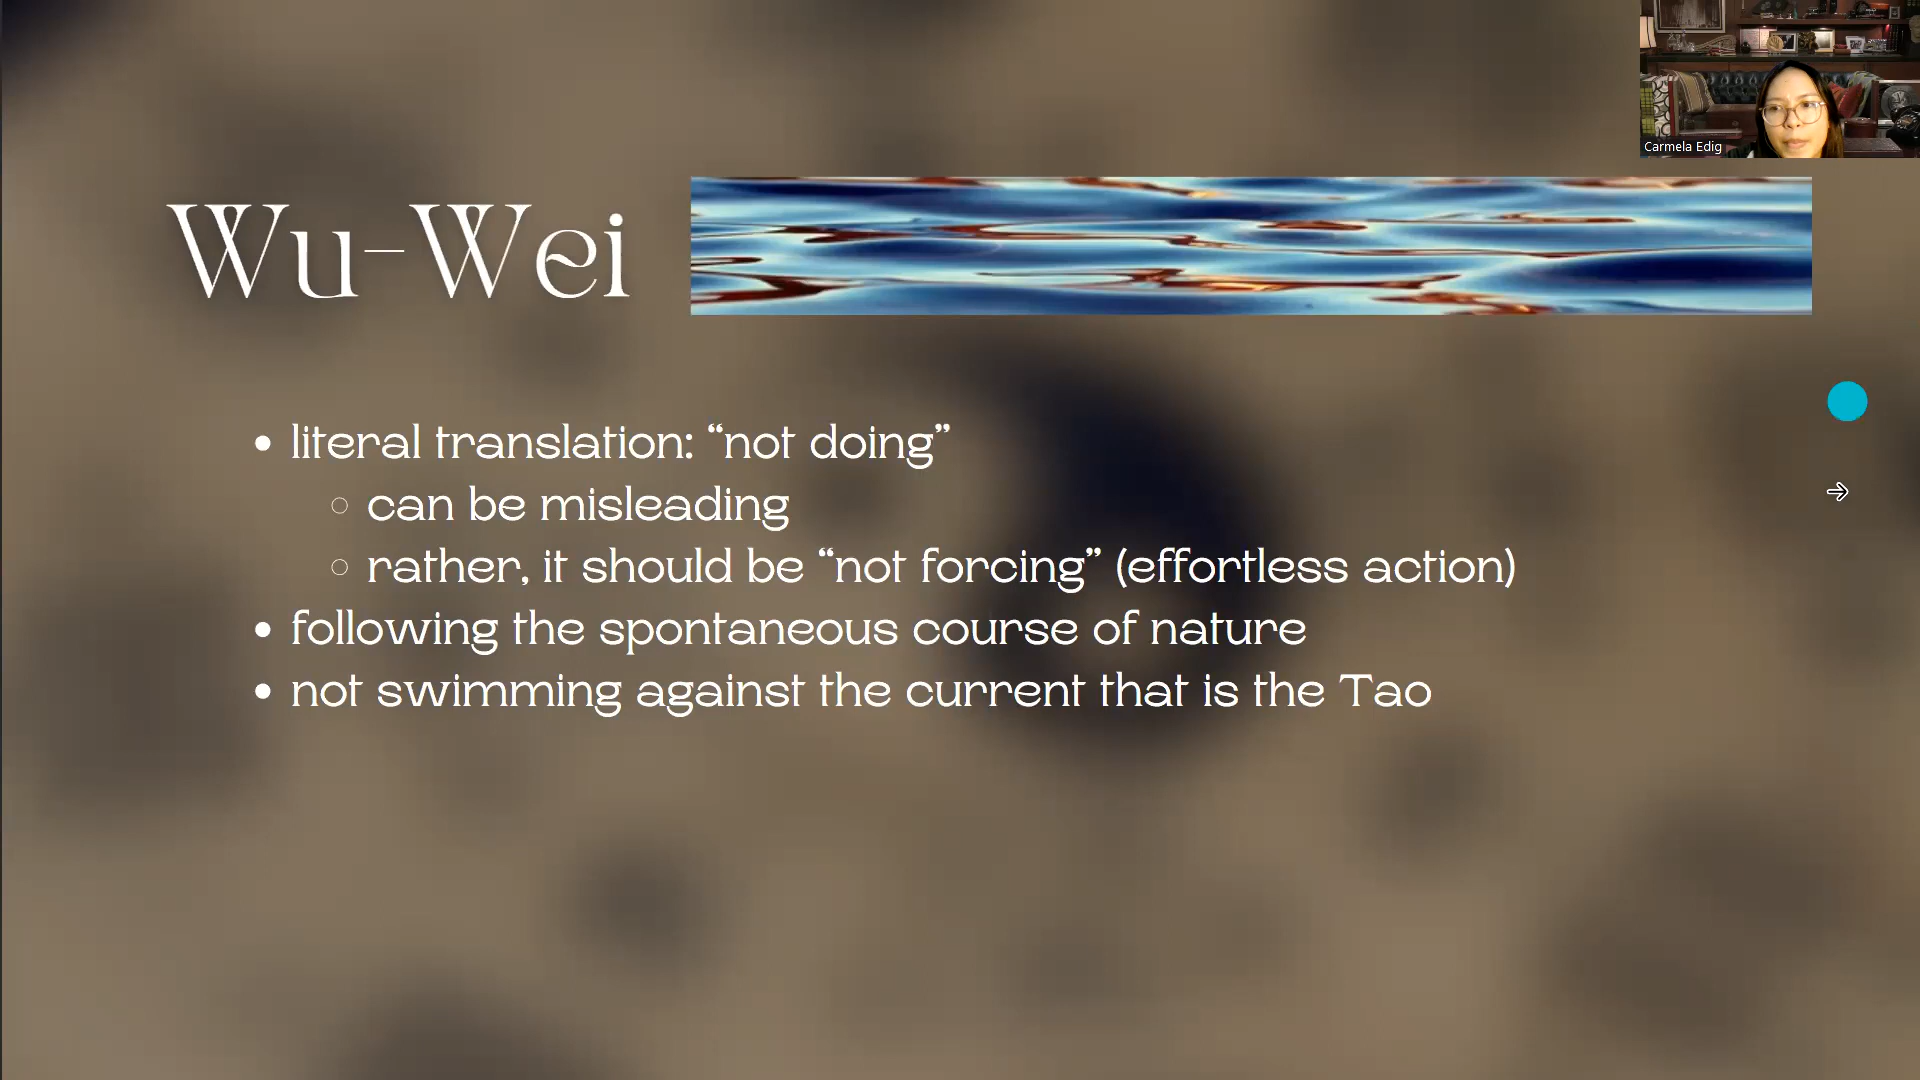 Carmela Edig
Wu-Wei
• literal translation: “not doing”
○ can be misleading
○ rather, it should be “not forcing” (effortless action)
• following the spontaneous course of nature
• not swimming against the current that is the Tao